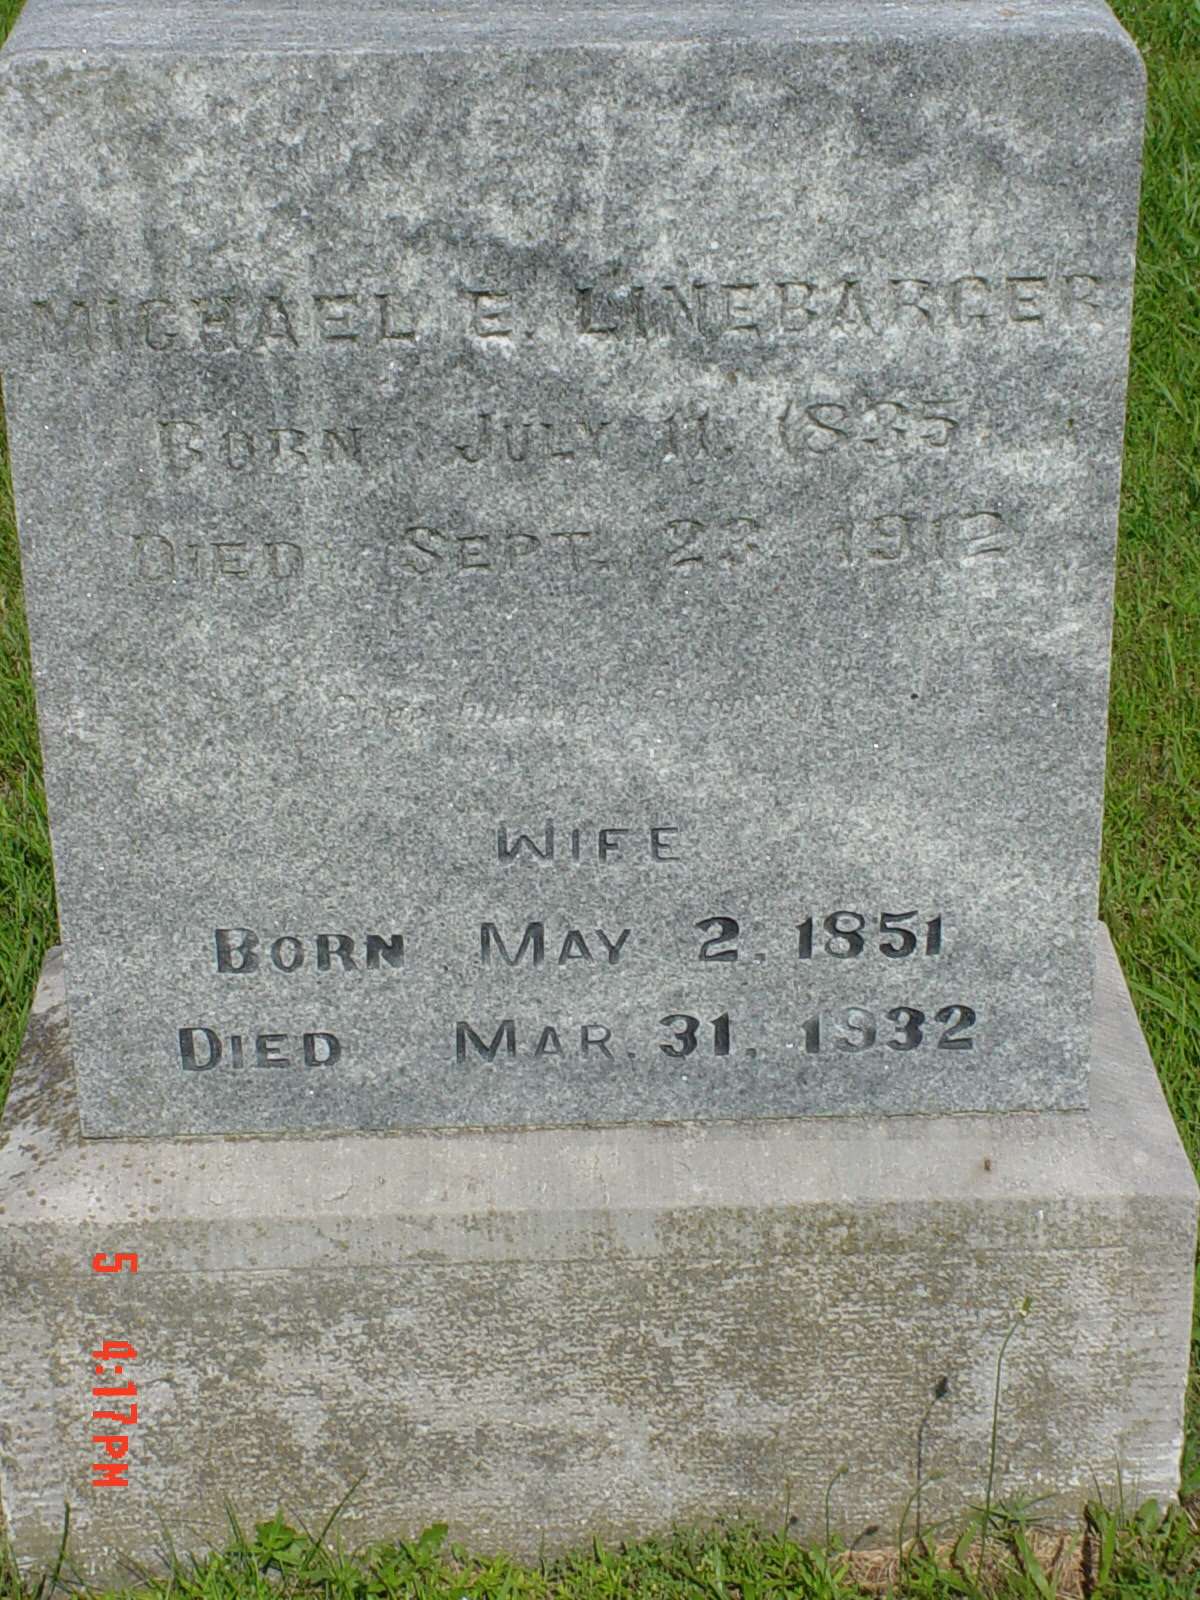 MICHAEL E. LINEBARGER
BORN JULY 11, 1835
DIED SEPT. 23, 1912
WIFE
BORN MAY 2, 1851
DIED MAR. 31, 1932
5 4:17PM